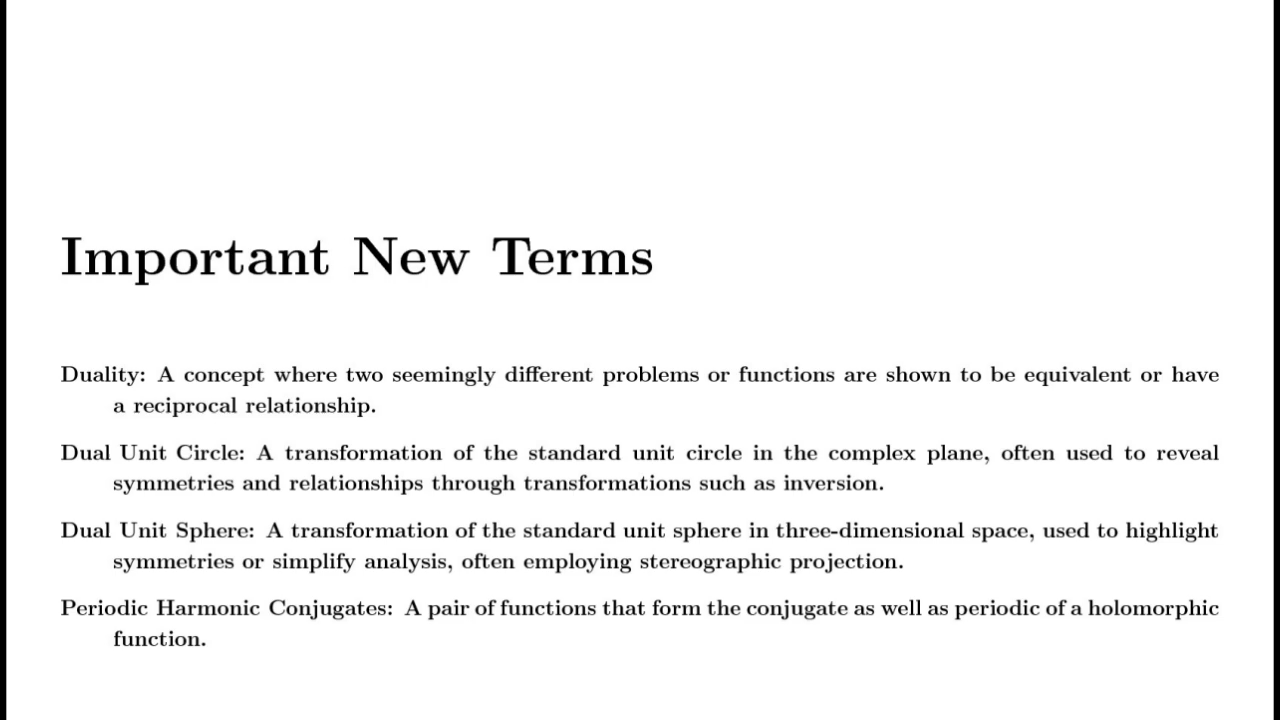 Important New Terms
Duality: A concept where two seemingly different problems or functions are shown to be equivalent or have
a reciprocal relationship.
Dual Unit Circle: A transformation of the standard unit circle in the complex plane, often used to reveal
symmetries and relationships through transformations such as inversion.
Dual Unit Sphere: A transformation of the standard unit sphere in three-dimensional space, used to highlight
symmetries or simplify analysis, often employing stereographic projection.
Periodic Harmonic Conjugates: A pair of functions that form the conjugate as well as periodic of a holomorphic
function.